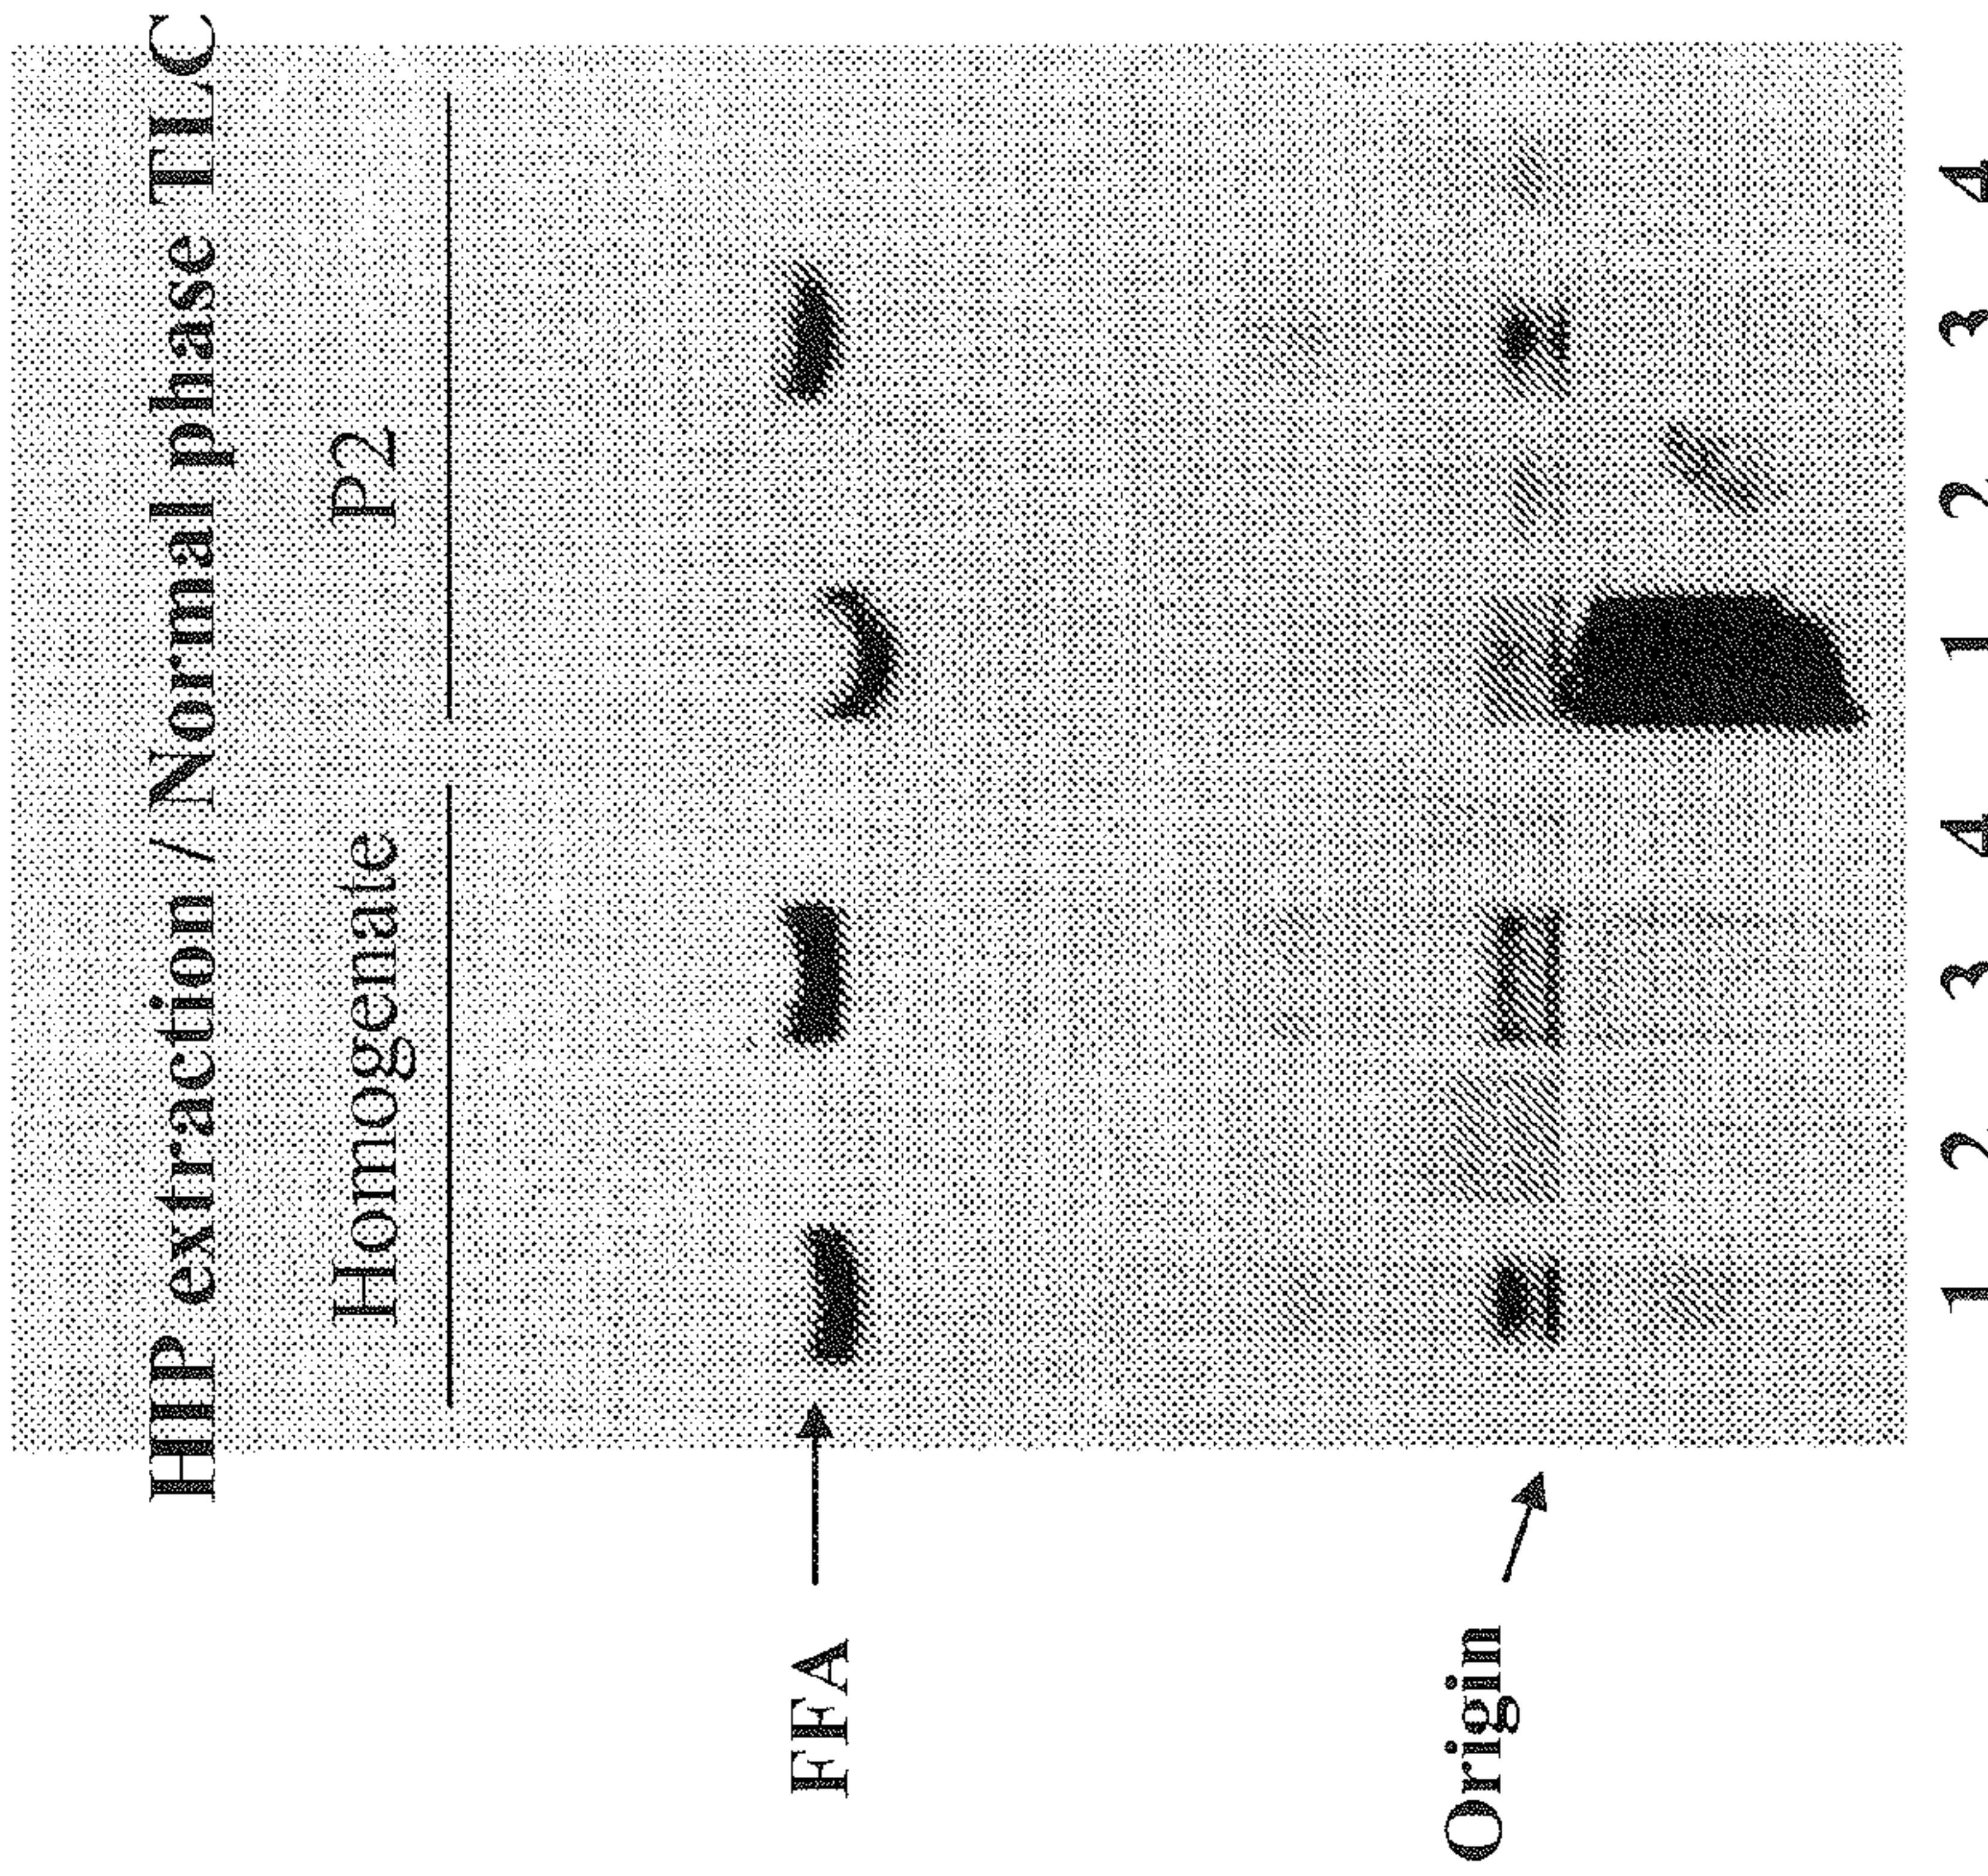 HIP extraction / Normal phase TLC
Homogenate P2
FFA
Origin
1 2 3 4 1 2 3 4